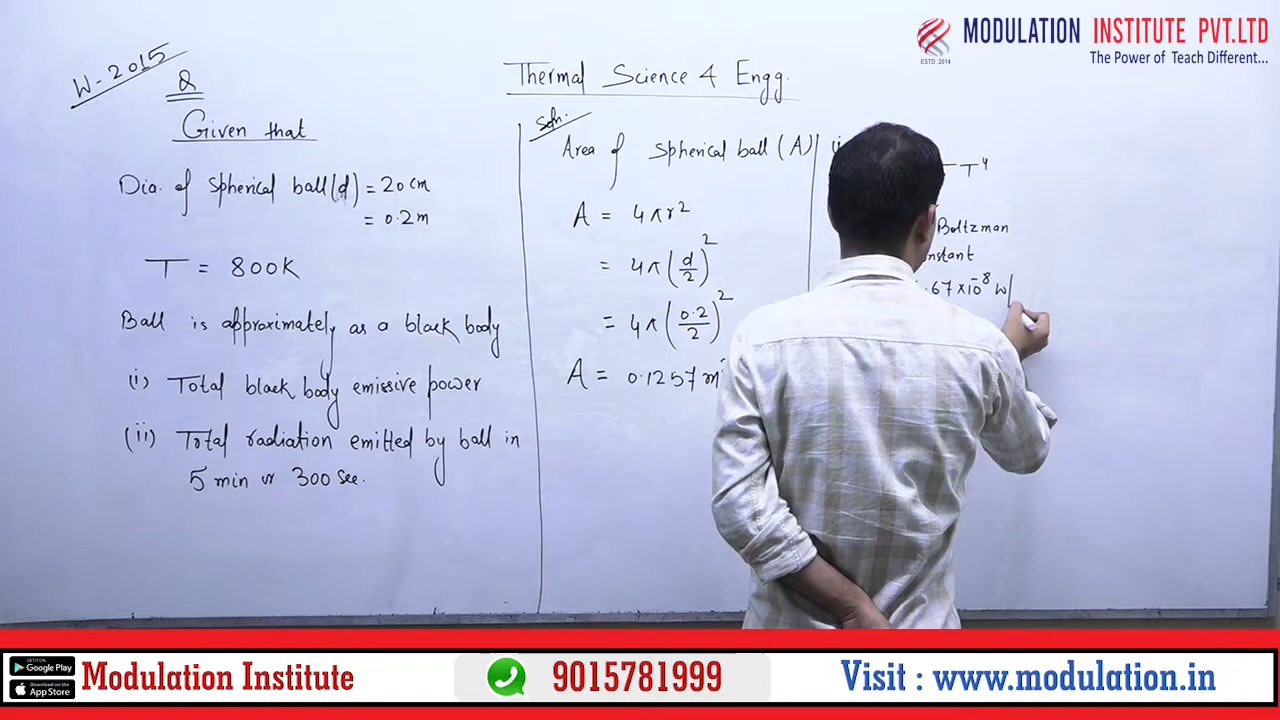 MODULATION INSTITUTE PVT.LTD
The Power of Teach Different...
ESTD. 2014
W-2015
Q
Thermal Science & Engg.
Given that
Dia. of Spherical ball (d) = 20 cm
= 0.2 m
T = 800K
Ball is approximately as a black body
(i) Total black body emissive power
(ii) Total radiation emitted by ball in
5 min or 300 Sec.
Soln.
Area of Spherical ball (A)
A = 4πr²
= 4π(d/2)²
= 4π(0.2/2)²
A = 0.1257 m
T⁴
Boltzman
nstant
.67 × 10⁻⁸ W/
GET IT ON
Google Play
Download on the
App Store
Modulation Institute
9015781999
Visit : www.modulation.in